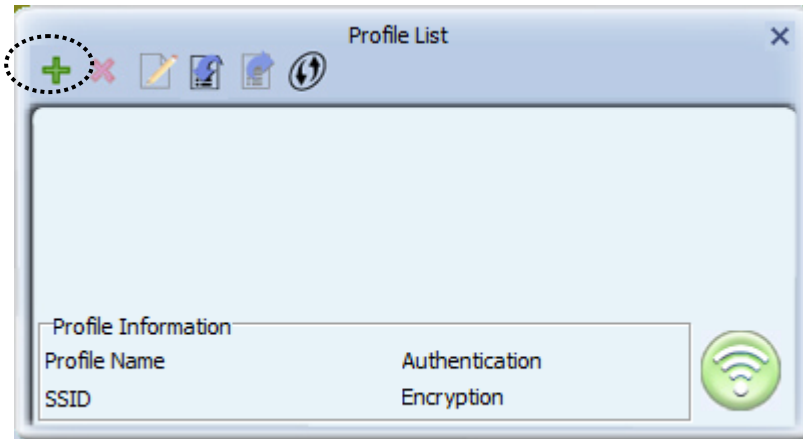 Profile List
Profile Information
Profile Name Authentication
SSID Encryption